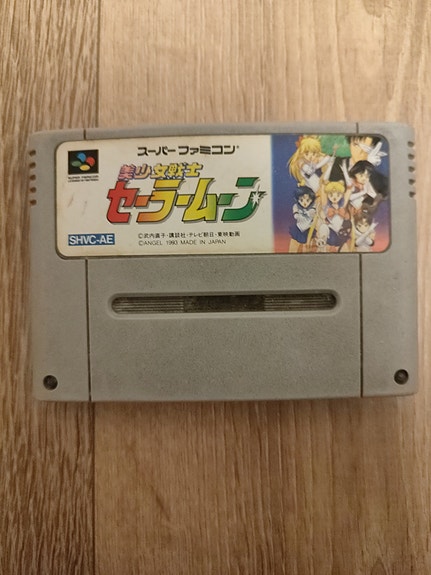 スーパーファミコン
美少女戦士
セーラームーン
SHVC-AE
©武内直子・講談社・テレビ朝日・東映動画
©ANGEL 1993 MADE IN JAPAN